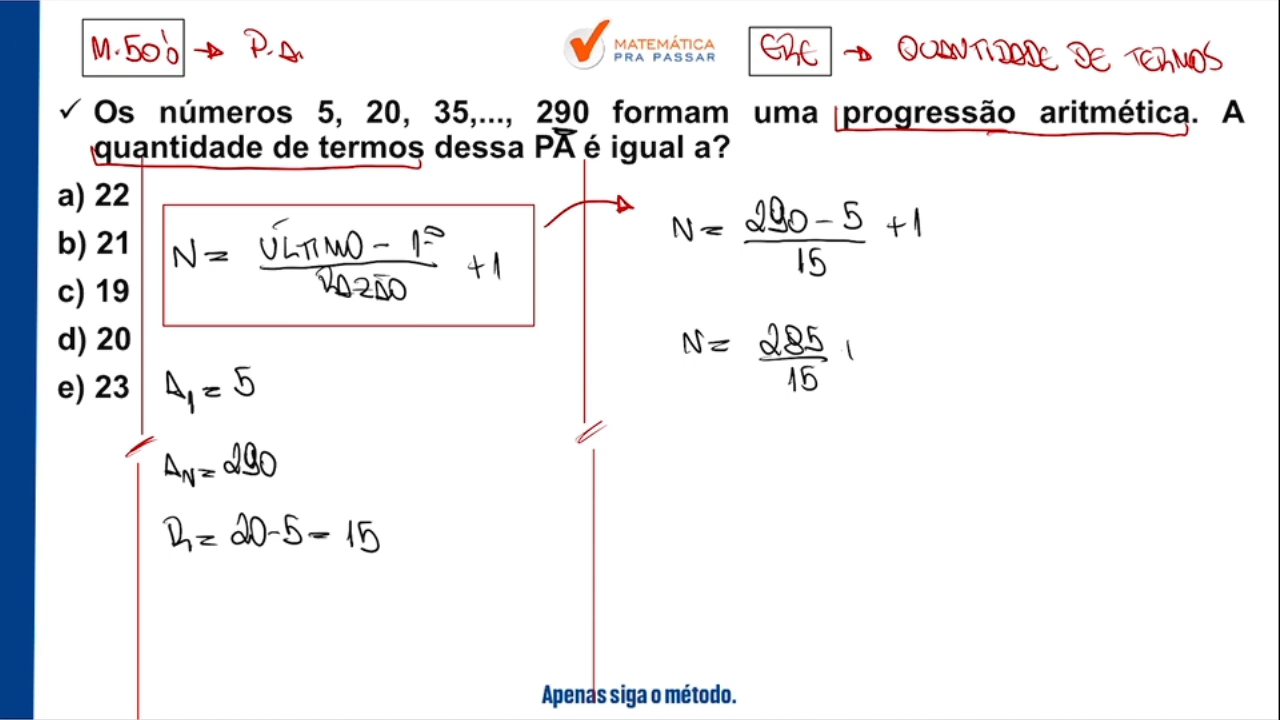 M.50% → P.A.
MATEMÁTICA
PRA PASSAR
→ QUANTIDADE DE TERMOS
✓ Os números 5, 20, 35,..., 290 formam uma progressão aritmética. A
quantidade de termos dessa PA é igual a?
a) 22
b) 21
c) 19
d) 20
e) 23
N = ÚLTIMO - 1º / RAZÃO + 1
A₁ = 5
A_N = 290
R = 20 - 5 = 15
N = 290 - 5 / 15 + 1
N = 285 / 15
Apenas siga o método.